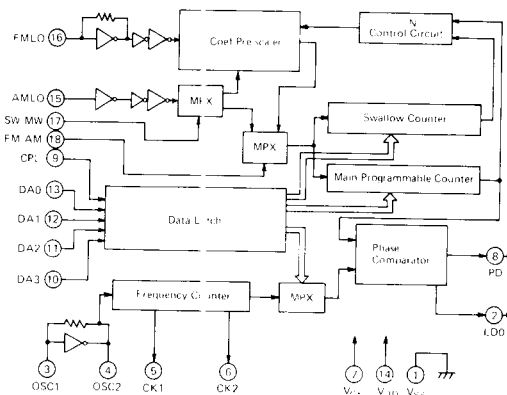 FMLO 16
Coef Prescaler
N
Control Circuit
AMLO 15
MPX
SW MW 17
FM AM 18
MPX
Swallow Counter
CPL 9
Main Programmable Counter
DA0 13
DA1 12
Data Latch
DA2 11
Phase
Comparator
8
PD
DA3 10
Frequency Counter
MPX
2
LDO
3
OSC1
4
OSC2
5
CK1
6
CK2
7
14
1